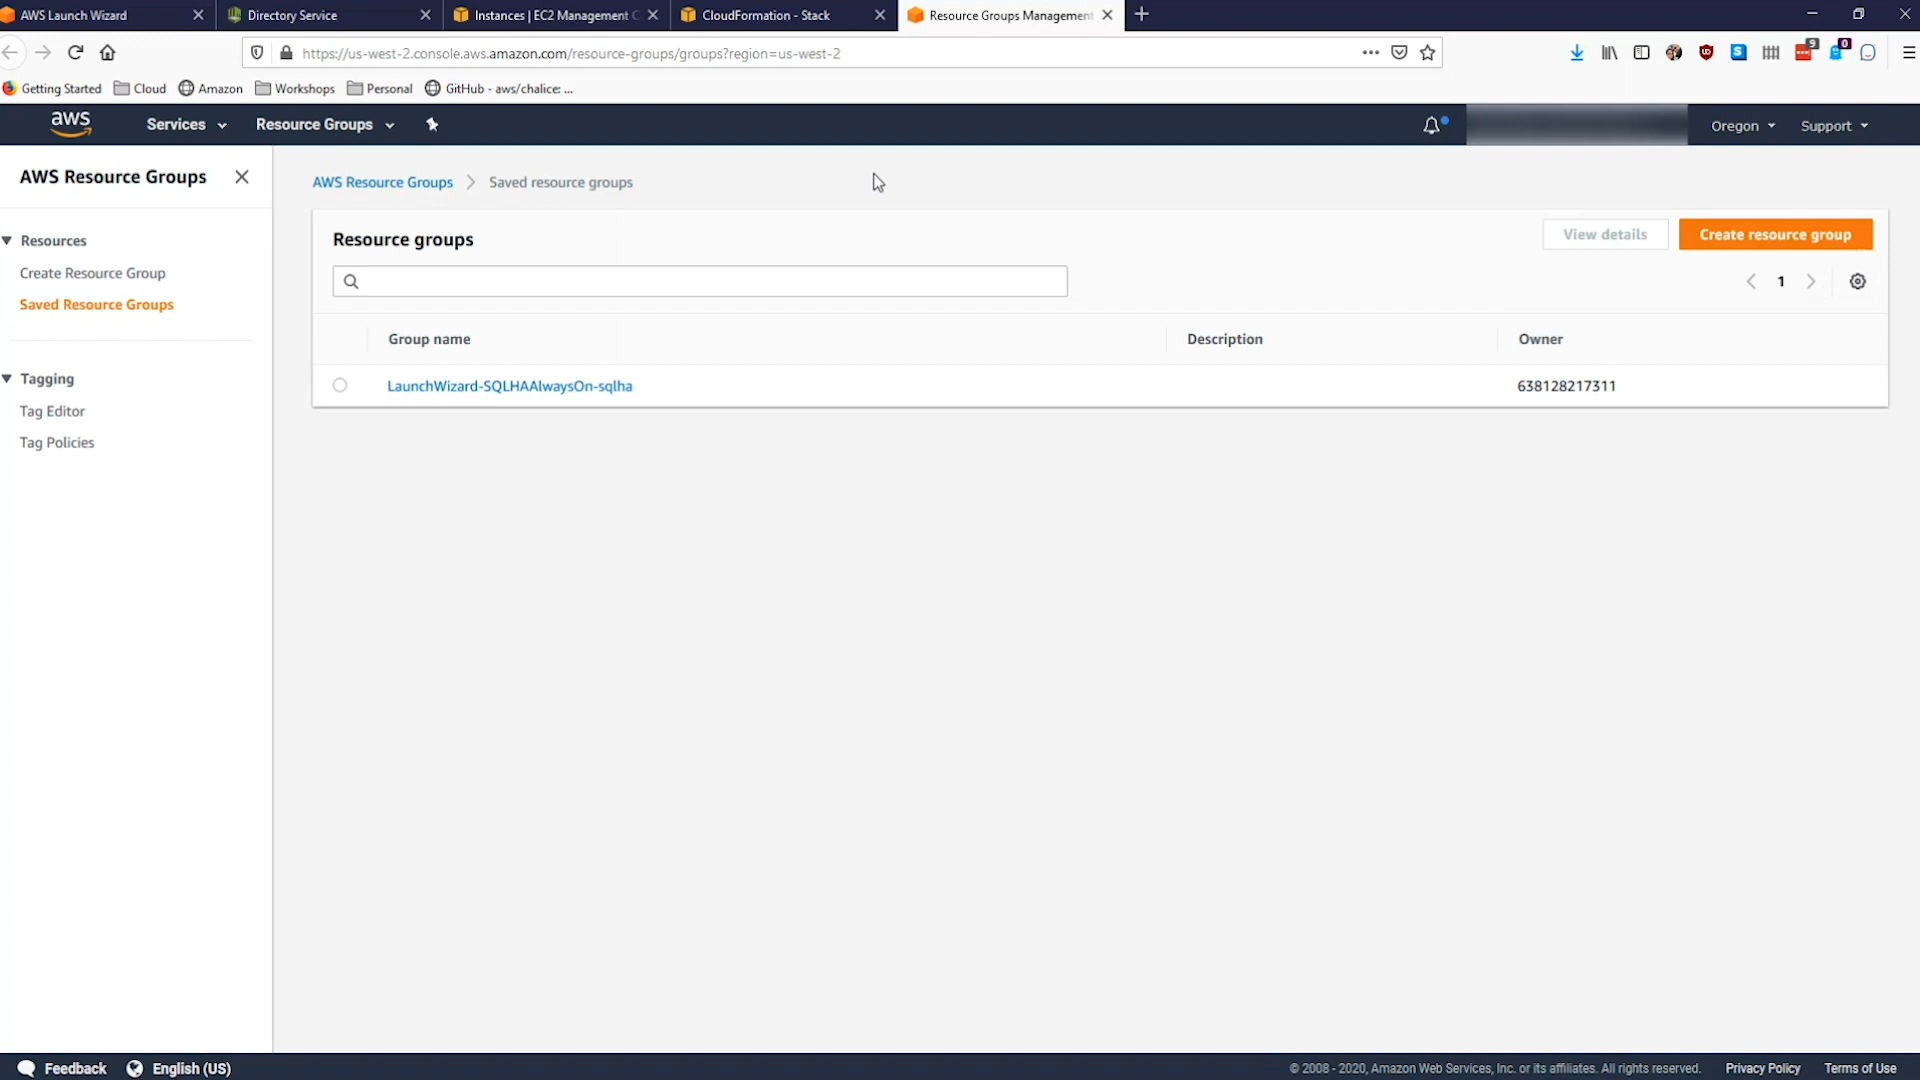 AWS Launch Wizard
Directory Service
Instances | EC2 Management C
CloudFormation - Stack
Resource Groups Management
https://us-west-2.console.aws.amazon.com/resource-groups/groups?region=us-west-2
9
0
Getting Started
Cloud
Amazon
Workshops
Personal
GitHub - aws/chalice: ...
aws
Services
Resource Groups
Oregon
Support
AWS Resource Groups
AWS Resource Groups
Saved resource groups
Resources
Create Resource Group
Saved Resource Groups
Tagging
Tag Editor
Tag Policies
Resource groups
View details
Create resource group
1
Group name
Description
Owner
LaunchWizard-SQLHAAlwaysOn-sqlha
638128217311
Feedback
English (US)
© 2008 - 2020, Amazon Web Services, Inc. or its affiliates. All rights reserved.
Privacy Policy
Terms of Use